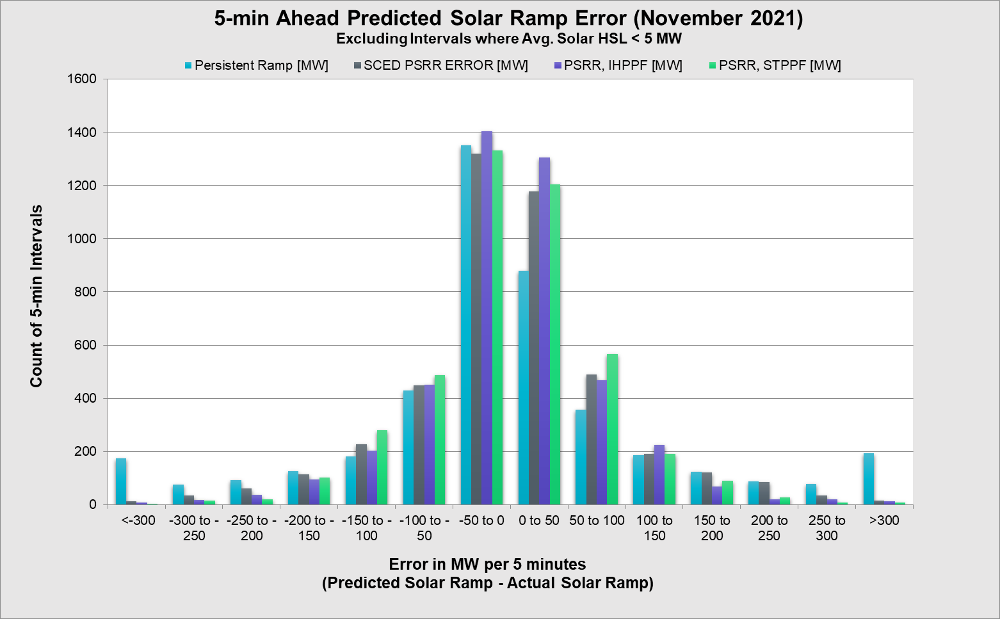 5-min Ahead Predicted Solar Ramp Error (November 2021)
Excluding Intervals where Avg. Solar HSL < 5 MW
Persistent Ramp [MW] SCED PSRR ERROR [MW] PSRR, IHPPF [MW] PSRR, STPPF [MW]
1600
1400
1200
1000
800
600
400
200
0
Count of 5-min Intervals
<-300 -300 to - -250 to - -200 to - -150 to - -100 to - -50 to 0 0 to 50 50 to 100 100 to 150 to 200 to 250 to >300
250 200 150 100 50 150 200 250 300
Error in MW per 5 minutes
(Predicted Solar Ramp - Actual Solar Ramp)